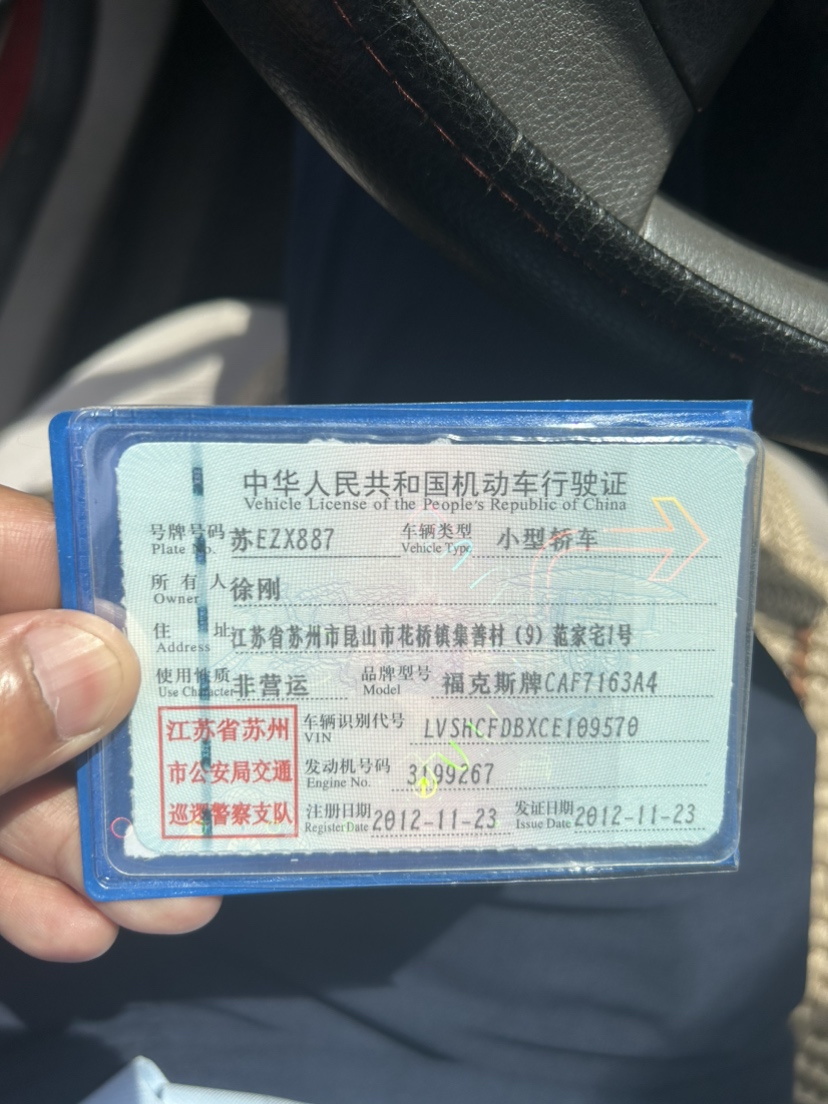 中华人民共和国机动车行驶证
Vehicle License of the People's Republic of China
号牌号码 苏EZX887 车辆类型 小型轿车
Plate No. Vehicle Type
所有人 徐刚
Owner
住址 江苏省苏州市昆山市花桥镇集善村（9）范家宅1号
Address
使用性质 非营运 品牌型号 福克斯牌CAF7163A4
Use Character Model
江苏省苏州 车辆识别代号 LVSHCFDBXCE109570
VIN
市公安局交通 发动机号码 3199267
Engine No.
巡逻警察支队 注册日期 2012-11-23 发证日期 2012-11-23
Register Date Issue Date